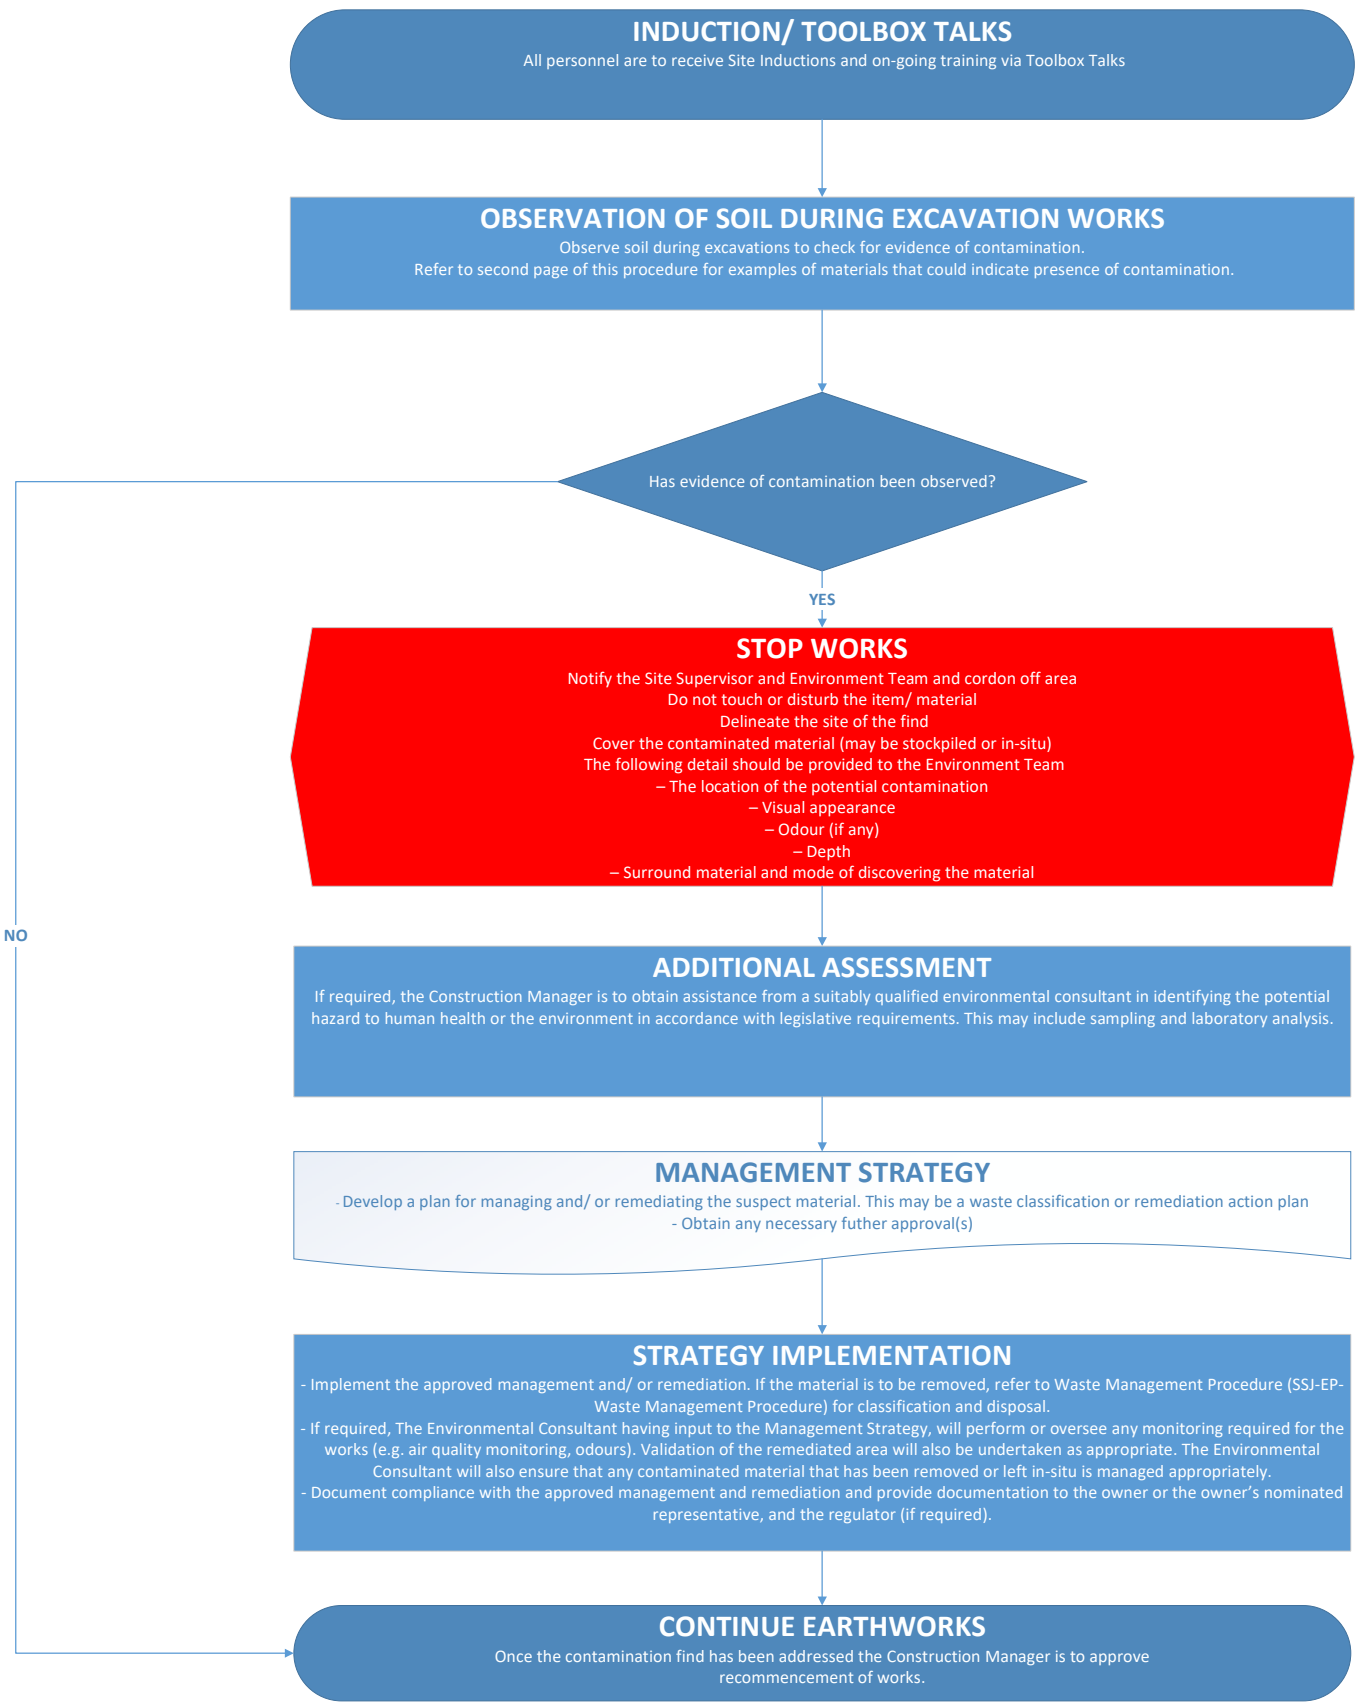 INDUCTION/ TOOLBOX TALKS
All personnel are to receive Site Inductions and on-going training via Toolbox Talks
OBSERVATION OF SOIL DURING EXCAVATION WORKS
Observe soil during excavations to check for evidence of contamination.
Refer to second page of this procedure for examples of materials that could indicate presence of contamination.
Has evidence of contamination been observed?
YES
STOP WORKS
Notify the Site Supervisor and Environment Team and cordon off area
Do not touch or disturb the item/ material
Delineate the site of the find
Cover the contaminated material (may be stockpiled or in-situ)
The following detail should be provided to the Environment Team
– The location of the potential contamination
– Visual appearance
– Odour (if any)
– Depth
– Surround material and mode of discovering the material
NO
ADDITIONAL ASSESSMENT
If required, the Construction Manager is to obtain assistance from a suitably qualified environmental consultant in identifying the potential
hazard to human health or the environment in accordance with legislative requirements. This may include sampling and laboratory analysis.
MANAGEMENT STRATEGY
- Develop a plan for managing and/ or remediating the suspect material. This may be a waste classification or remediation action plan
- Obtain any necessary futher approval(s)
STRATEGY IMPLEMENTATION
- Implement the approved management and/ or remediation. If the material is to be removed, refer to Waste Management Procedure (SSJ-EP-
Waste Management Procedure) for classification and disposal.
- If required, The Environmental Consultant having input to the Management Strategy, will perform or oversee any monitoring required for the
works (e.g. air quality monitoring, odours). Validation of the remediated area will also be undertaken as appropriate. The Environmental
Consultant will also ensure that any contaminated material that has been removed or left in-situ is managed appropriately.
- Document compliance with the approved management and remediation and provide documentation to the owner or the owner’s nominated
representative, and the regulator (if required).
CONTINUE EARTHWORKS
Once the contamination find has been addressed the Construction Manager is to approve
recommencement of works.